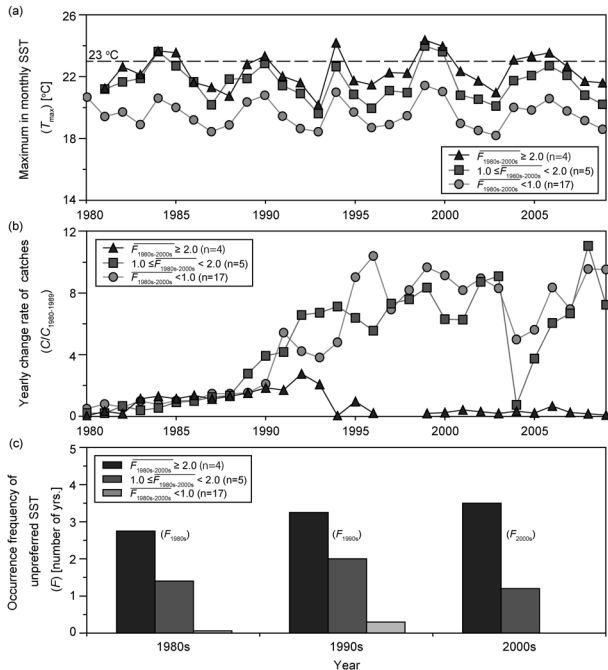 (a)
Maximum in monthly SST
(Tmax) [°C]
26
22
18
14
23 °C
F1980s-2000s ≥ 2.0 (n=4)
1.0 ≤F1980s-2000s < 2.0 (n=5)
F1980s-2000s <1.0 (n=17)
1980 1985 1990 1995 2000 2005
(b)
Yearly change rate of catches
(C/C1980-1989)
12
8
4
0
F1980s-2000s ≥ 2.0 (n=4)
1.0 ≤F1980s-2000s < 2.0 (n=5)
F1980s-2000s <1.0 (n=17)
1980 1985 1990 1995 2000 2005
(c)
Occurrence frequency of
unpreferred SST
(F) [number of yrs.]
5
4
3
2
1
0
F1980s-2000s ≥ 2.0 (n=4)
1.0 ≤F1980s-2000s < 2.0 (n=5)
F1980s-2000s <1.0 (n=17)
(F1980s) (F1990s) (F2000s)
1980s 1990s 2000s
Year